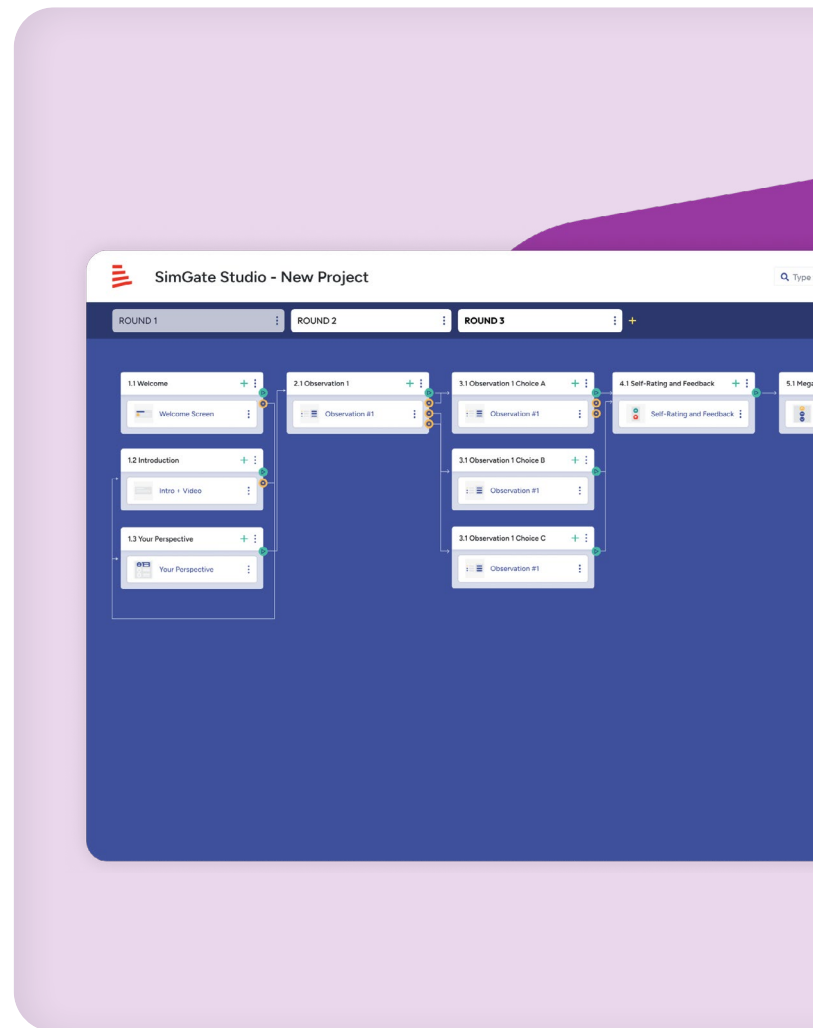 SimGate Studio - New Project
Type
ROUND 1
ROUND 2
ROUND 3
1.1 Welcome
Welcome Screen
1.2 Introduction
Intro + Video
1.3 Your Perspective
Your Perspective
2.1 Observation 1
Observation #1
3.1 Observation 1 Choice A
Observation #1
3.1 Observation 1 Choice B
Observation #1
3.1 Observation 1 Choice C
Observation #1
4.1 Self-Rating and Feedback
Self-Rating and Feedback
5.1 Mega